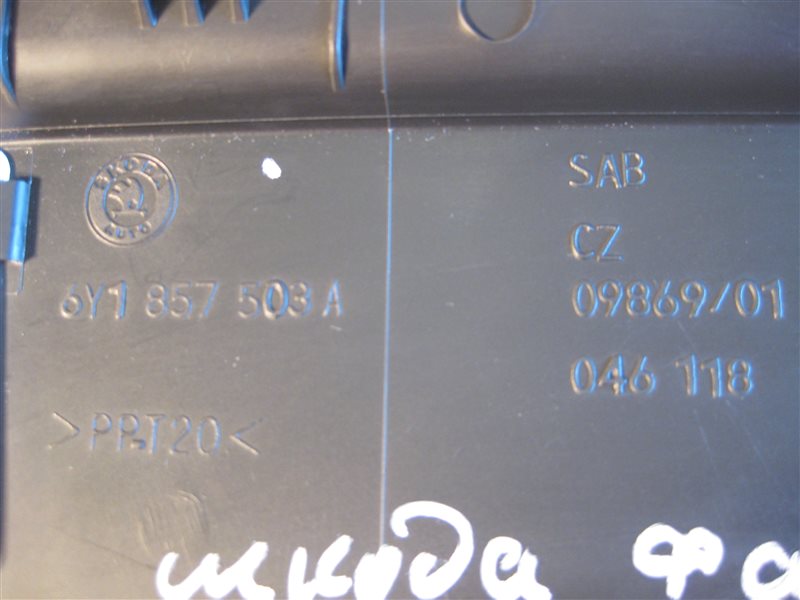 SKODA
AUTO
6Y1 857 503 A
>PP.T20<
SAB
CZ
09869/01
046 118
шкода фа